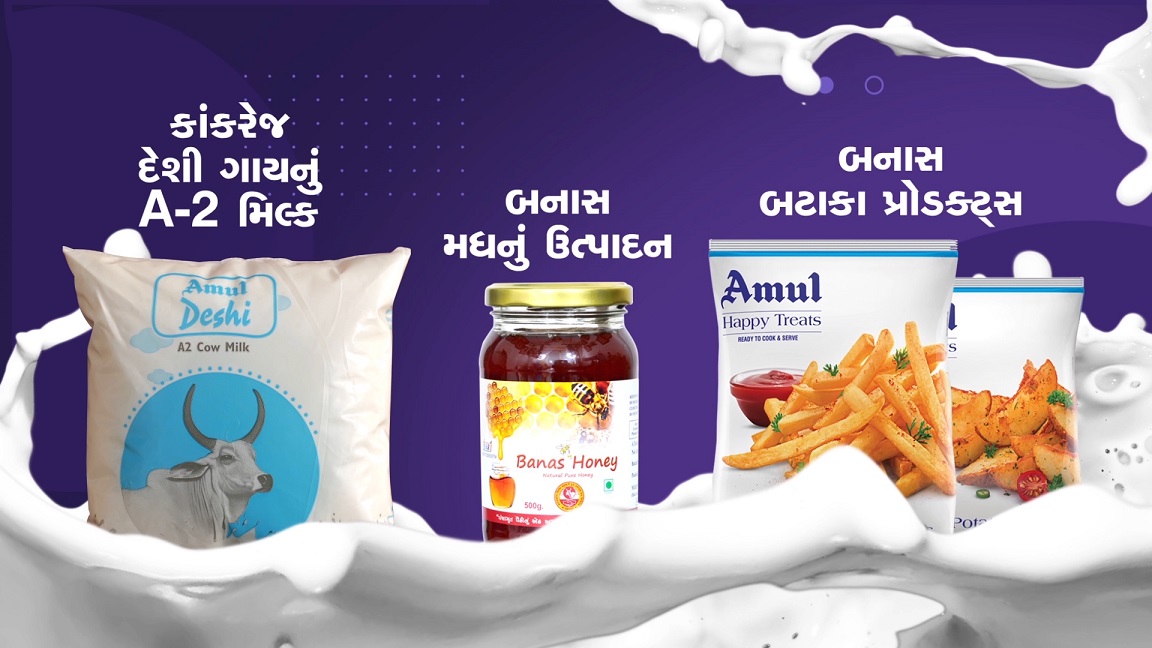 કાંકરેજ
દેશી ગાયનું
A-2 મિલ્ક
બનાસ
મધનું ઉત્પાદન
બનાસ
બટાકા પ્રોડક્ટ્સ
Amul
Deshi
A2 Cow Milk
Banas Honey
Natural Pure Honey
500g.
Amul
Happy Treats
READY TO COOK & SERVE